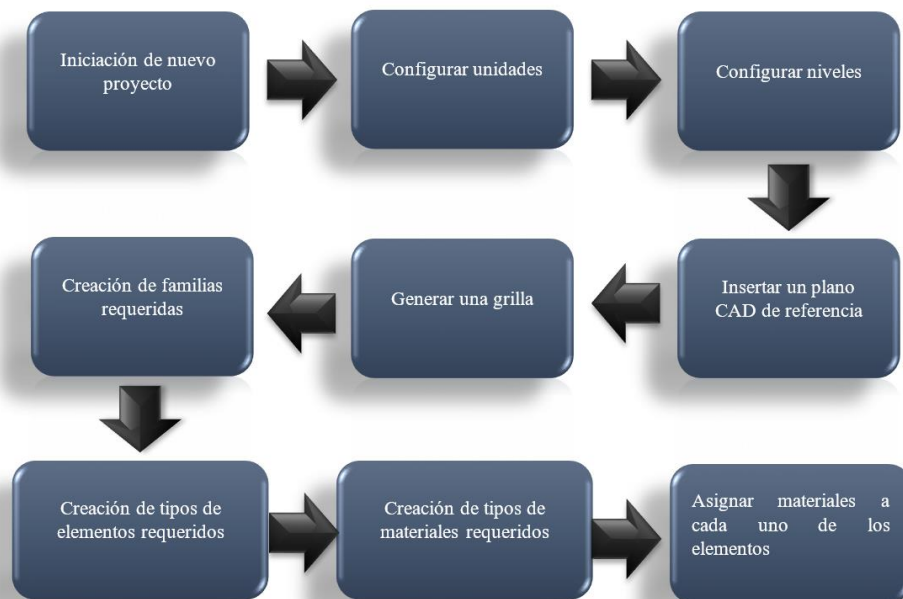 Iniciación de nuevo
proyecto
Configurar unidades
Configurar niveles
Insertar un plano
CAD de referencia
Generar una grilla
Creación de familias
requeridas
Creación de tipos de
elementos requeridos
Creación de tipos de
materiales requeridos
Asignar materiales a
cada uno de los
elementos